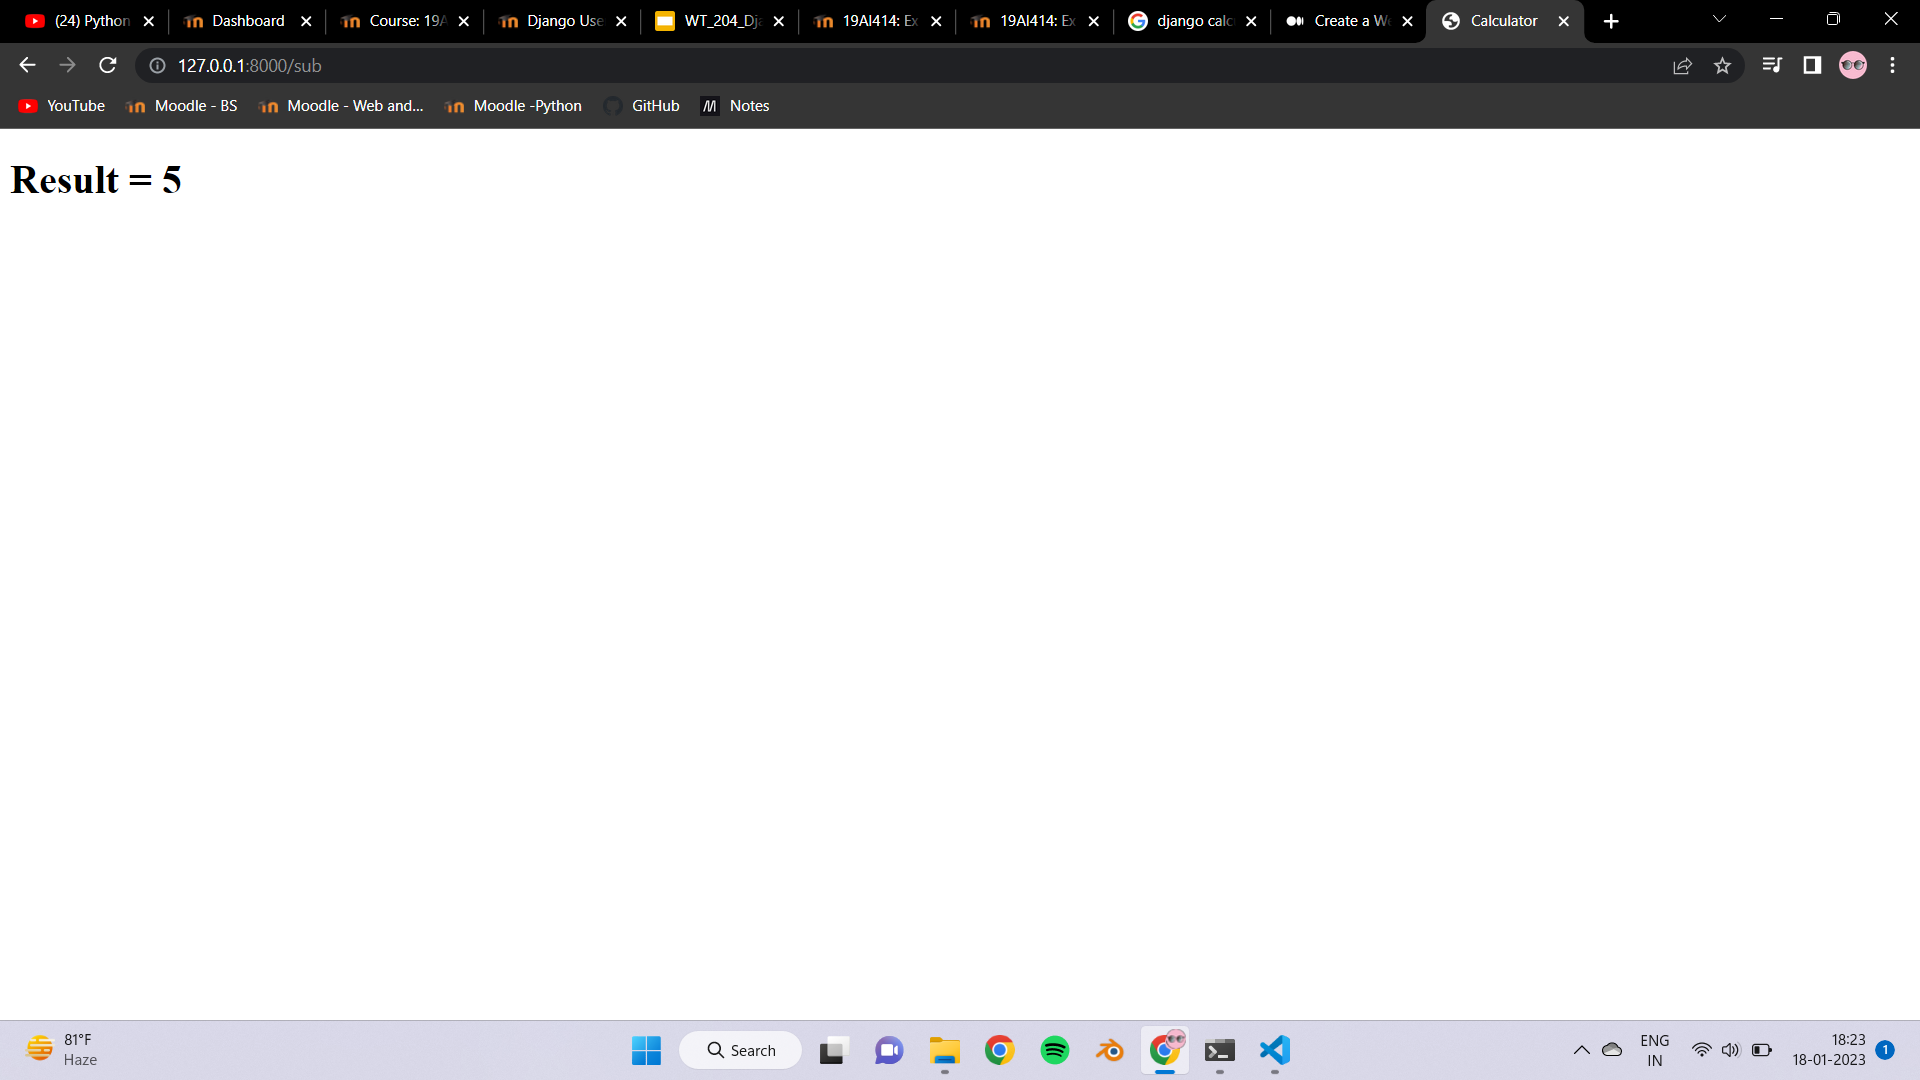 (24) Python
Dashboard
Course: 19A
Django Use
WT_204_Dja
19AI414: Ex
19AI414: Ex
django calc
Create a We
Calculator
127.0.0.1:8000/sub
YouTube
Moodle - BS
Moodle - Web and...
Moodle -Python
GitHub
Notes
Result = 5
81°F
Haze
Search
ENG
IN
18:23
18-01-2023
1